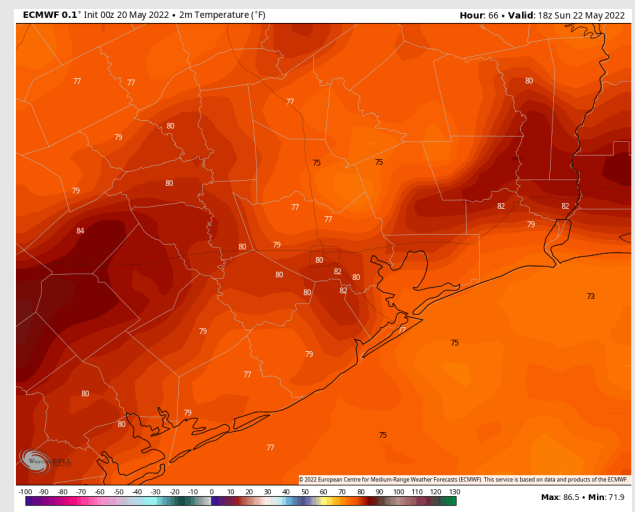 ECMWF 0.1° Init 00z 20 May 2022 • 2m Temperature (°F)
Hour: 66 • Valid: 18z Sun 22 May 2022
77 77 80
77
79 80
75 75
79 80
77 82 82
77 79
84
80 79
80
80 82 80
73
80 82
79 77
75
79
77
80
79
80
75
77
WeatherBELL
© 2022 European Centre for Medium-Range Weather Forecasts (ECMWF). This service is based on data and products of the ECMWF.
-100 -90 -80 -70 -60 -50 -40 -30 -20 -10 0 10 20 30 40 50 60 70 80 90 100 110 120 130
Max: 86.5 • Min: 71.9